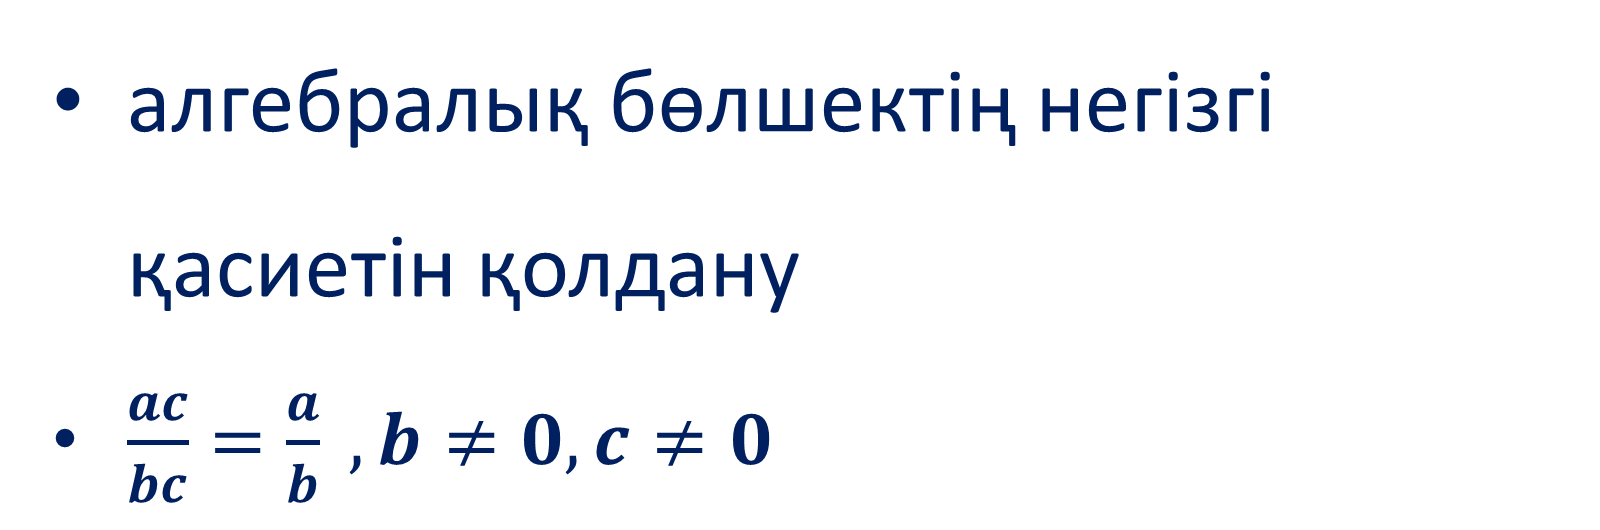 • алгебралық бөлшектің негізгі
қасиетін қолдану
• ac/bc = a/b , b ≠ 0, c ≠ 0